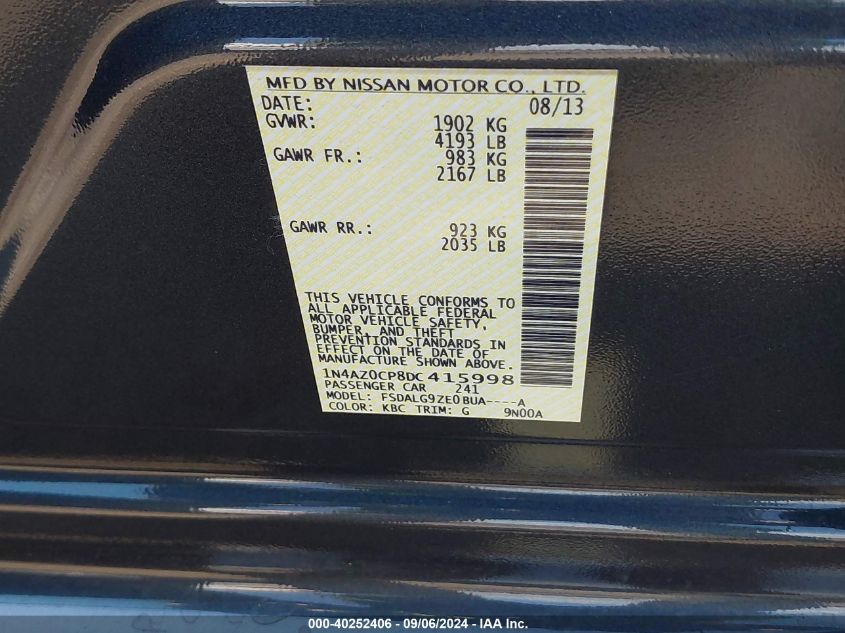 MFD BY NISSAN MOTOR CO., LTD.
DATE: 08/13
GVWR: 1902 KG
4193 LB
GAWR FR.: 983 KG
2167 LB
GAWR RR.: 923 KG
2035 LB
THIS VEHICLE CONFORMS TO
ALL APPLICABLE FEDERAL
MOTOR VEHICLE SAFETY,
BUMPER, AND THEFT
PREVENTION STANDARDS IN
EFFECT ON THE DATE OF
MANUFACTURE SHOWN ABOVE.
1N4AZ0CP8DC415998
PASSENGER CAR 241
MODEL: FSDALG9ZE0BUA----A
COLOR: KBC TRIM: G 9N00A
000-40252406 - 09/06/2024 - IAA Inc.